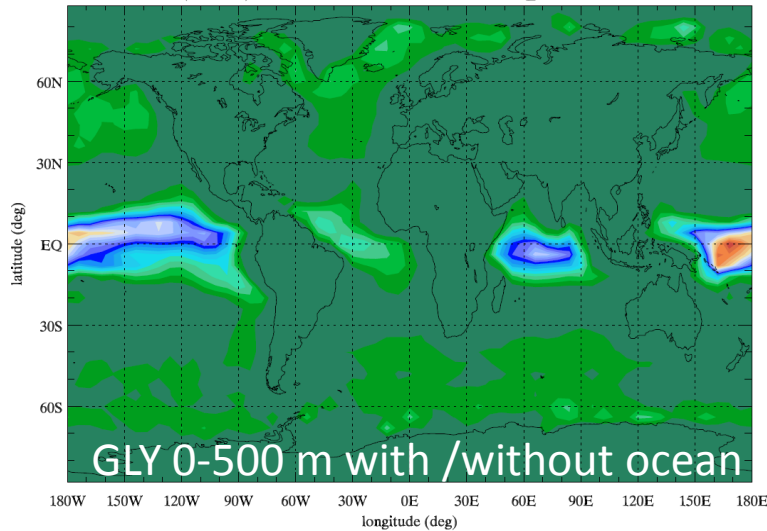 60N
30N
EQ
30S
60S
latitude (deg)
GLY 0-500 m with /without ocean
180W 150W 120W 90W 60W 30W 0E 30E 60E 90E 120E 150E 180E
longitude (deg)